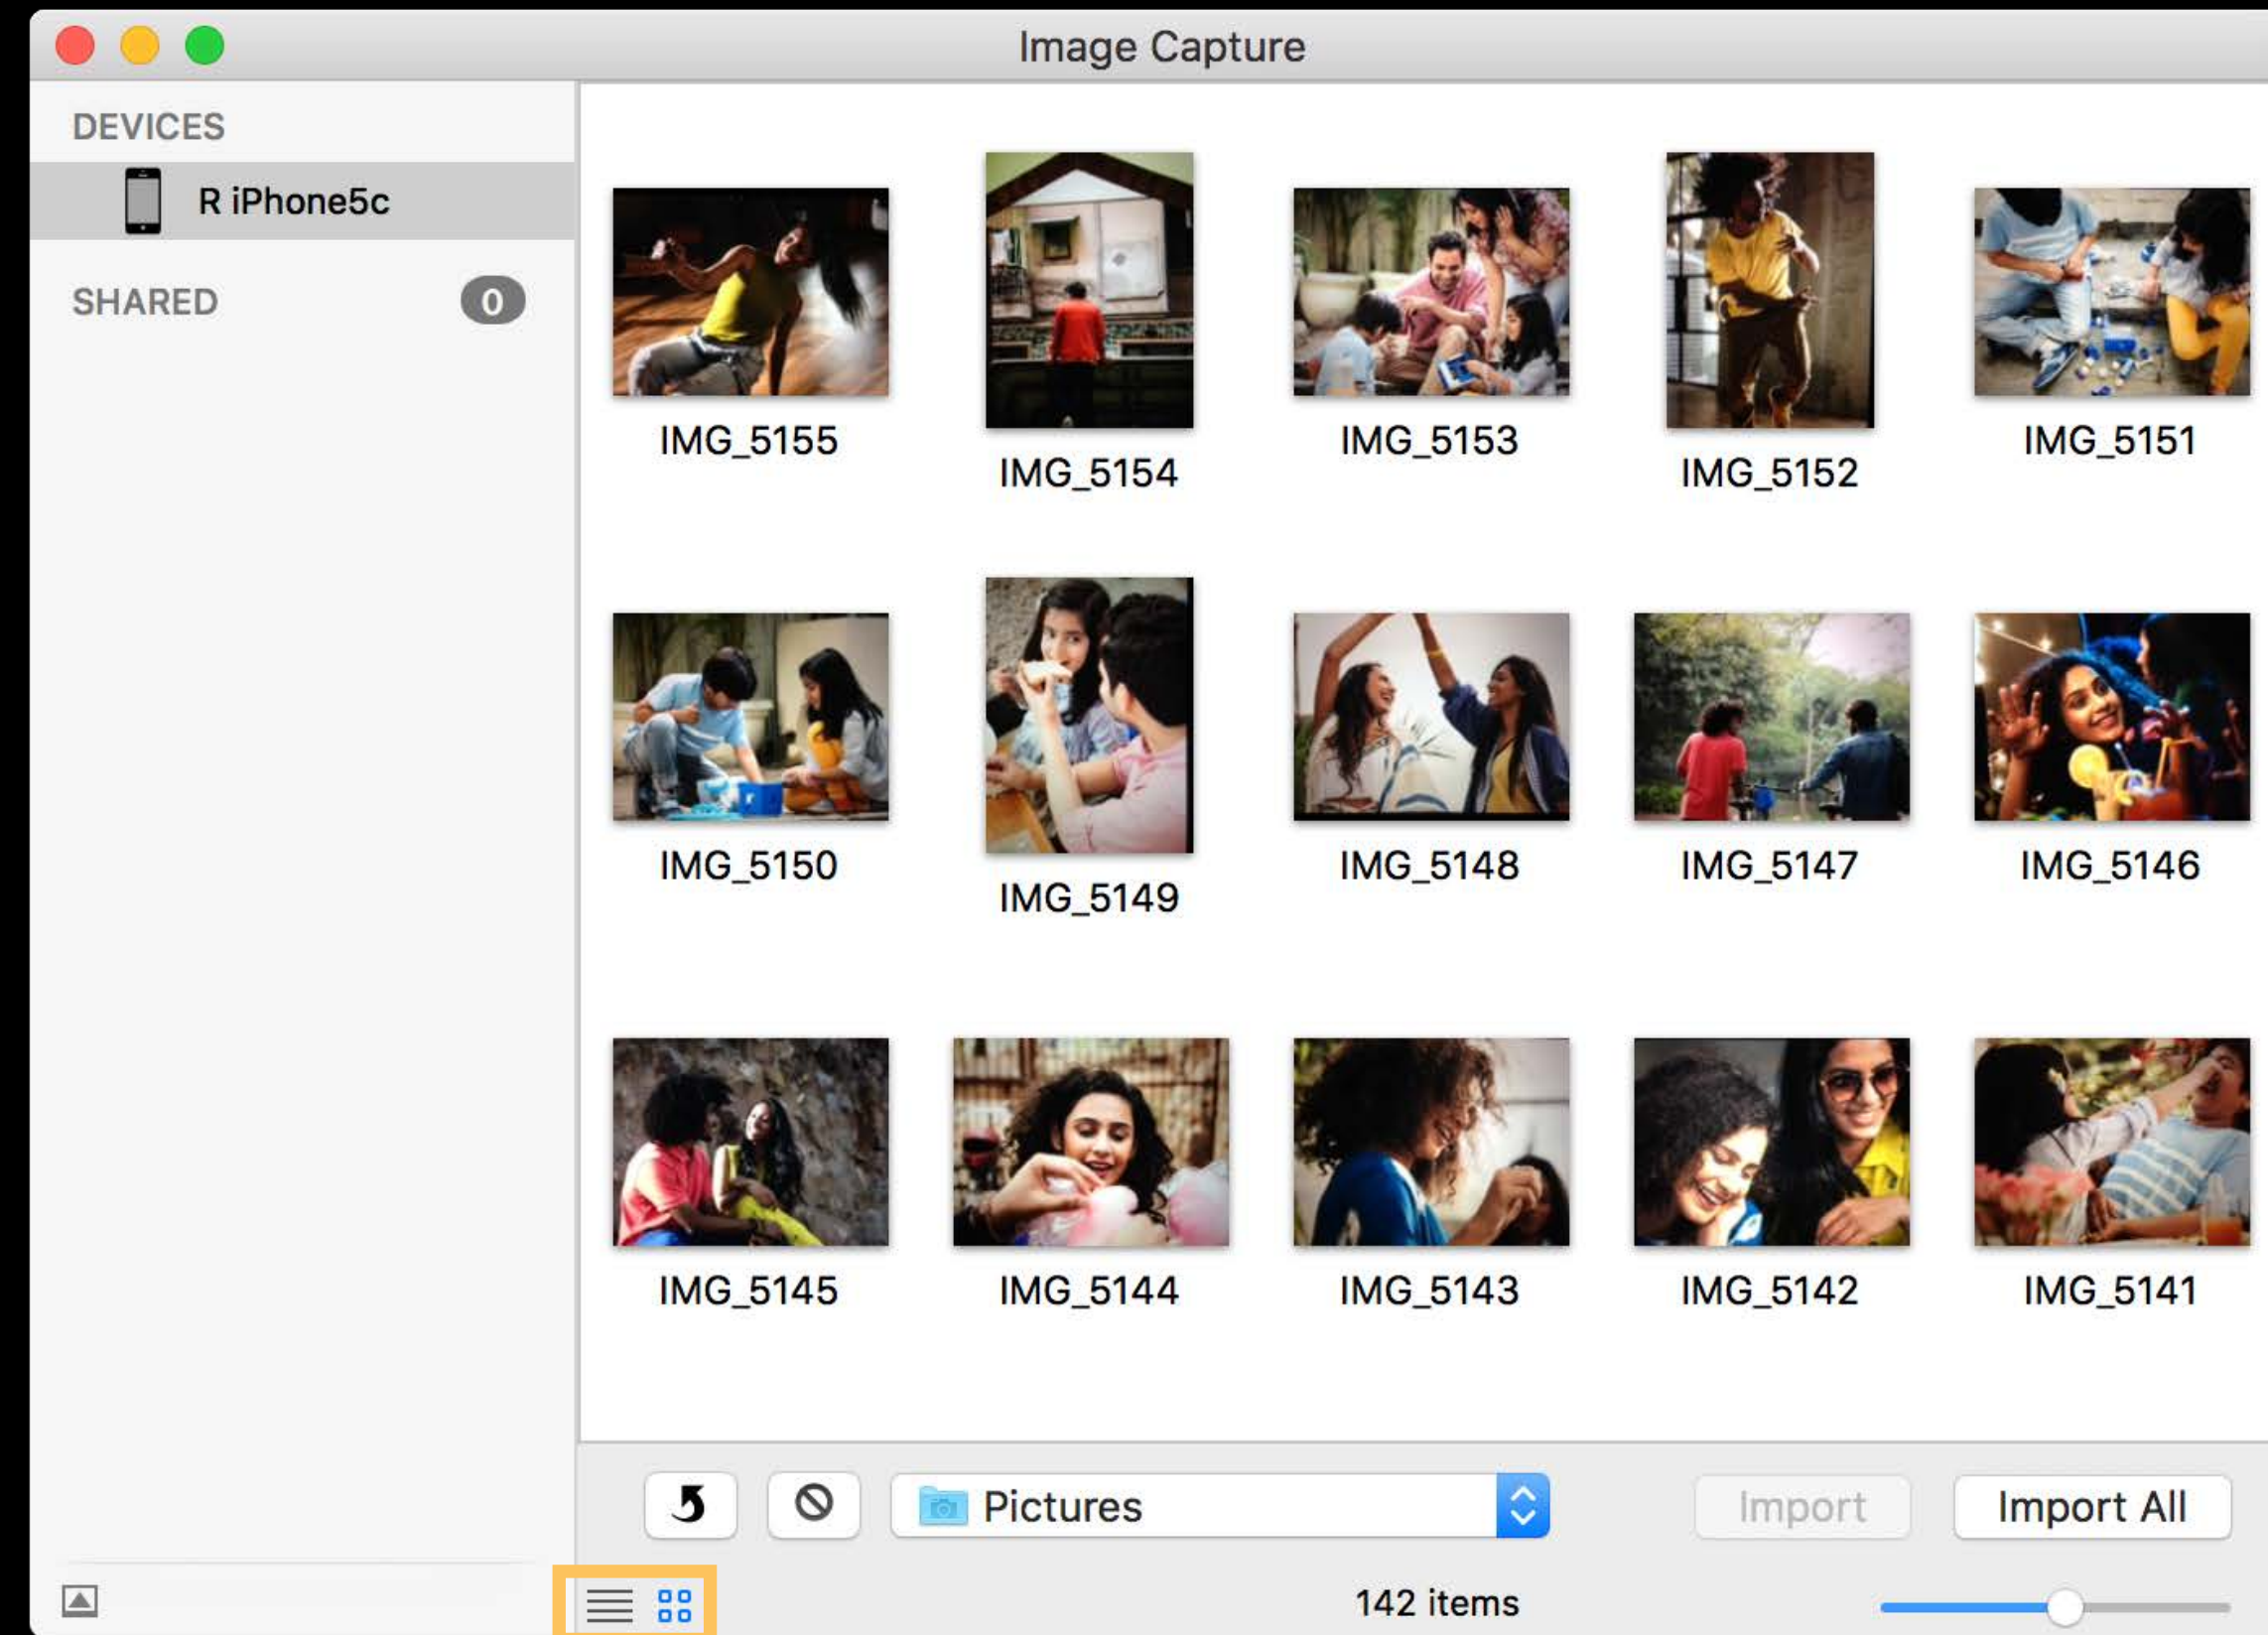 Image Capture
DEVICES
R iPhone5c
SHARED 0
IMG_5155
IMG_5154
IMG_5153
IMG_5152
IMG_5151
IMG_5150
IMG_5149
IMG_5148
IMG_5147
IMG_5146
IMG_5145
IMG_5144
IMG_5143
IMG_5142
IMG_5141
Pictures
Import
Import All
142 items